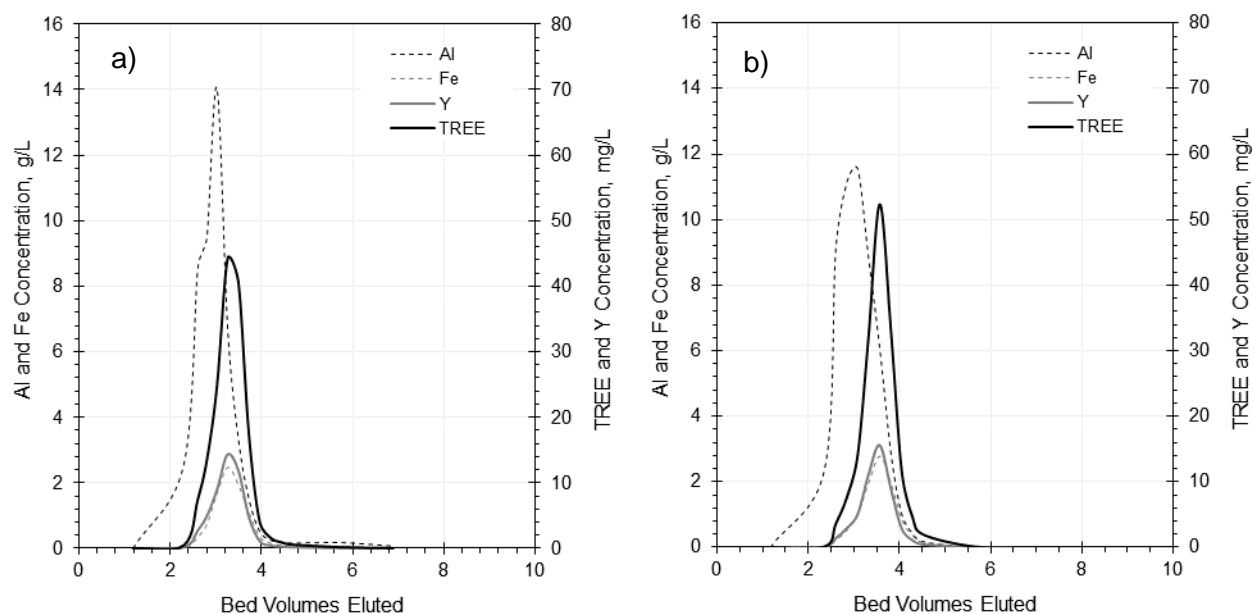 a)
Al
Fe
Y
TREE
16
14
12
10
8
6
4
2
0
80
70
60
50
40
30
20
10
0
0 2 4 6 8 10
Al and Fe Concentration, g/L
TREE and Y Concentration, mg/L
Bed Volumes Eluted
b)
Al
Fe
Y
TREE
16
14
12
10
8
6
4
2
0
80
70
60
50
40
30
20
10
0
0 2 4 6 8 10
Al and Fe Concentration, g/L
TREE and Y Concentration, mg/L
Bed Volumes Eluted